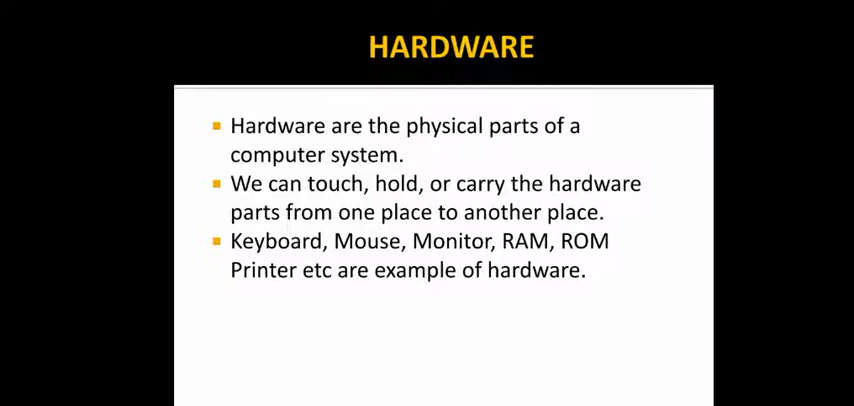 HARDWARE
▪ Hardware are the physical parts of a
computer system.
▪ We can touch, hold, or carry the hardware
parts from one place to another place.
▪ Keyboard, Mouse, Monitor, RAM, ROM
Printer etc are example of hardware.